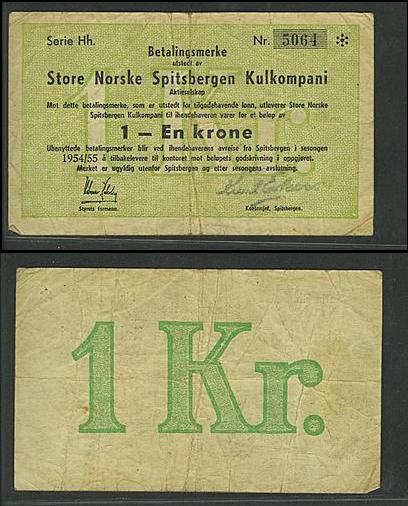 Serie Hh.
Nr. 5064 ✻
Betalingsmerke
utstedt av
Store Norske Spitsbergen Kulkompani
Aktieselskap
Mot dette betalingsmerke, som er utstedt for tilgodehavende lønn, utleverer Store Norske
Spitsbergen Kulkompani til ihendehaveren varer for et beløp av
1 — En krone
Ubenyttede betalingsmerker blir ved ihendehaverens avreise fra Spitsbergen i sesongen
1954/55 å tilbakelevere til kontoret mot beløpets godskrivning i oppgjøret.
Merket er ugyldig utenfor Spitsbergen og etter sesongens avslutning.
Styrets formann.
Kontorsjef, Spitsbergen.
1 Kr.
1 Kr.